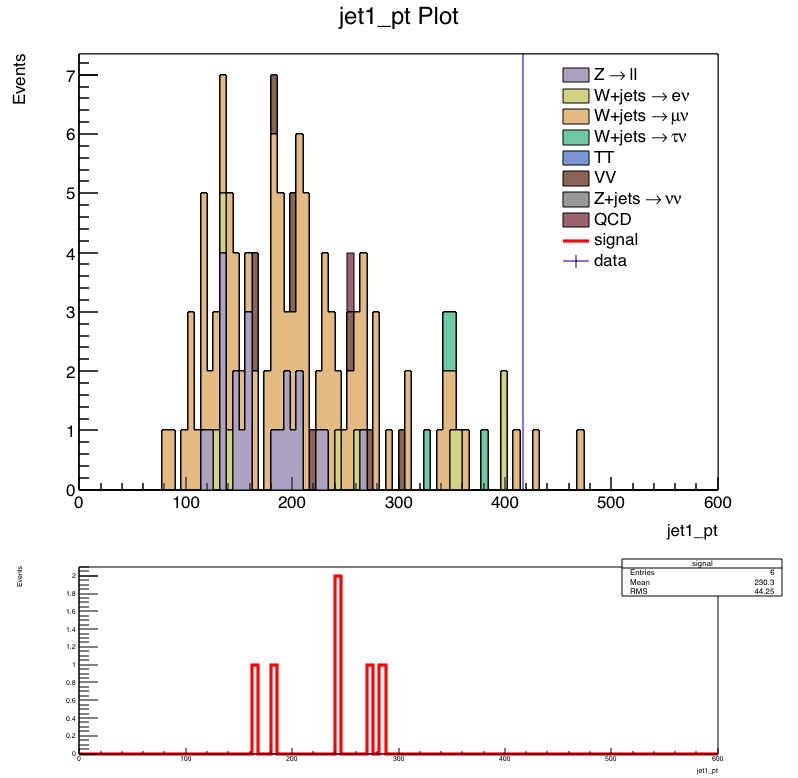 jet1_pt Plot
Events
7
6
5
4
3
2
1
0
0 100 200 300 400 500 600
jet1_pt
Z → ll
W+jets → eν
W+jets → μν
W+jets → τν
TT
VV
Z+jets → νν
QCD
signal
data
Events
2
1.8
1.6
1.4
1.2
1
0.8
0.6
0.4
0.2
0
0 100 200 300 400 500 600
jet1_pt
signal
Entries 6
Mean 230.3
RMS 44.25